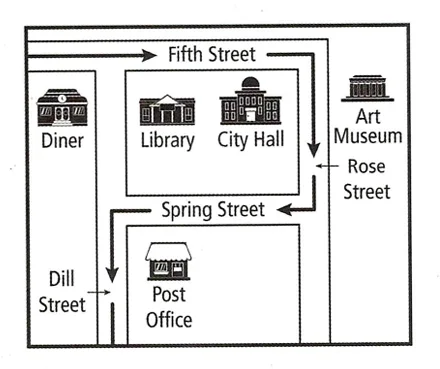 Fifth Street
Diner
Library
City Hall
Art
Museum
Rose
Street
Spring Street
Dill
Street
Post
Office